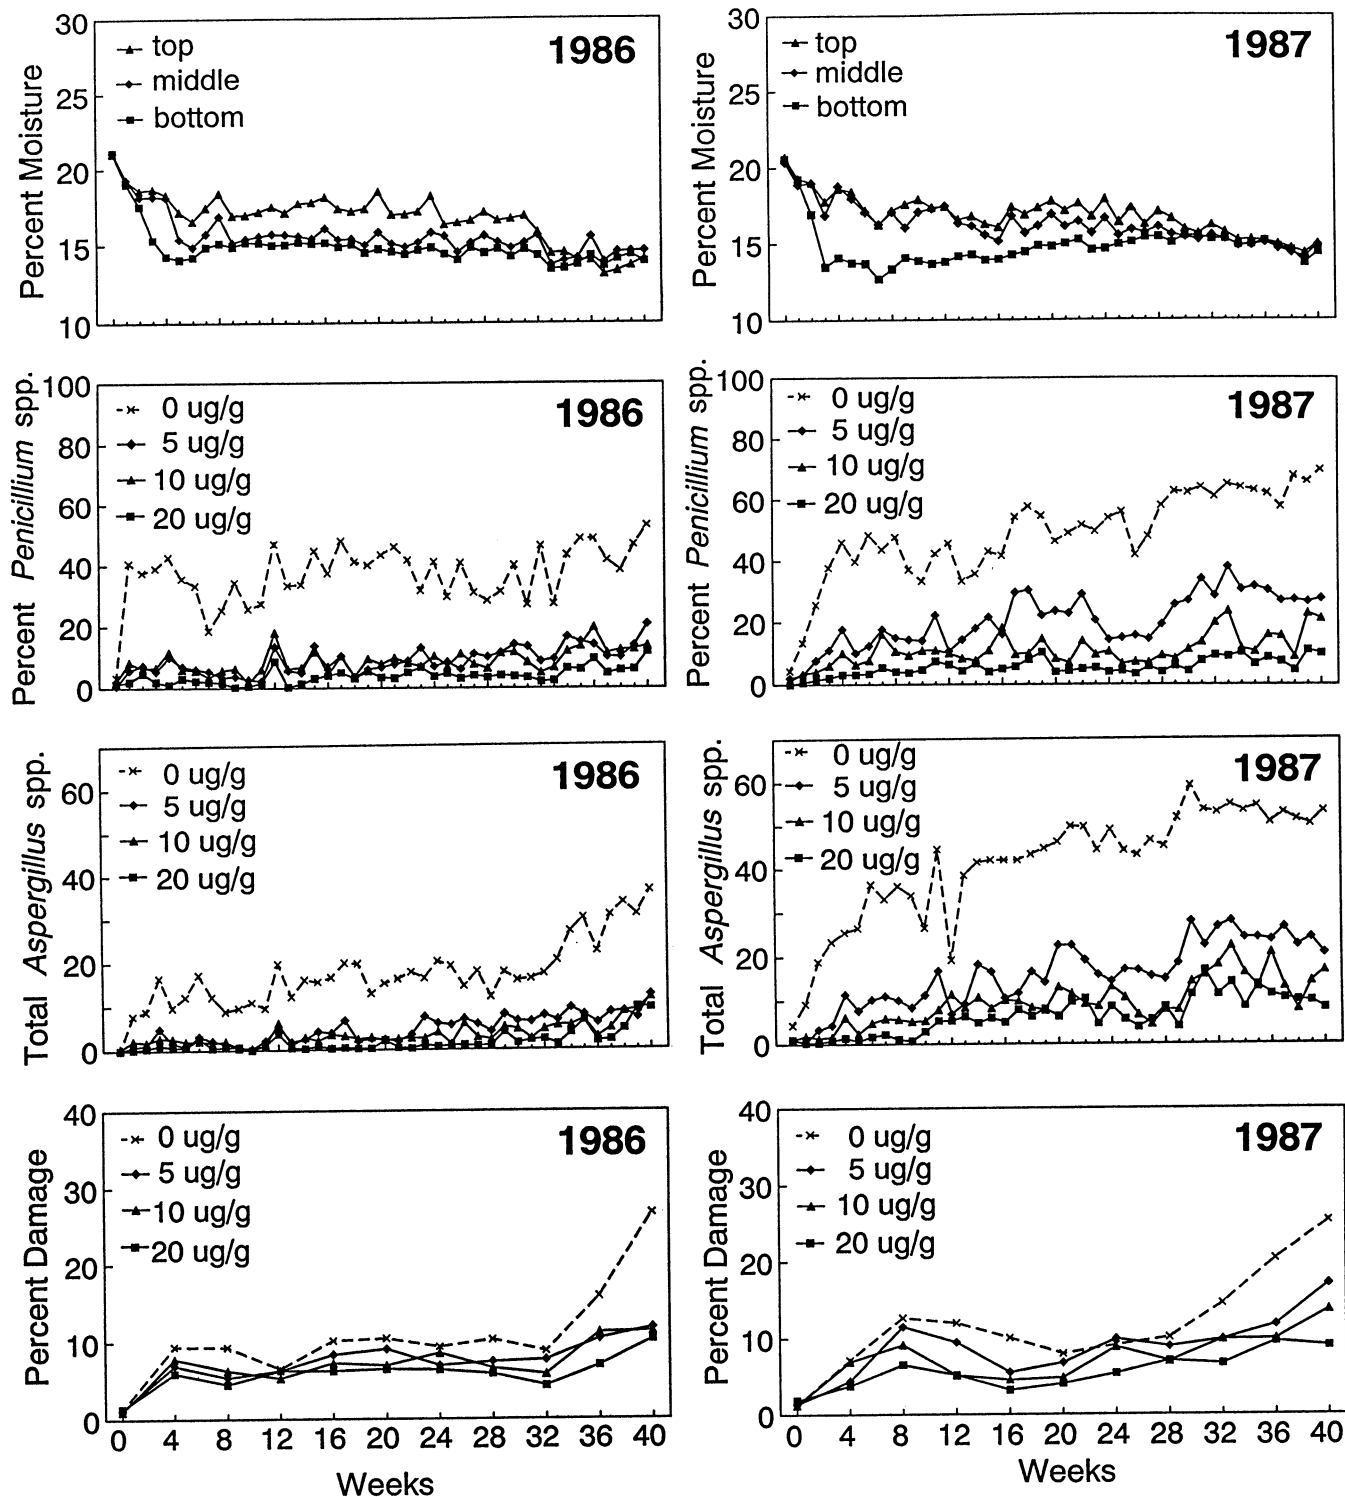 30
25
20
15
10
Percent Moisture
top
middle
bottom
1986
30
25
20
15
10
Percent Moisture
top
middle
bottom
1987
100
80
60
40
20
0
Percent Penicillium spp.
0 ug/g
5 ug/g
10 ug/g
20 ug/g
1986
100
80
60
40
20
0
Percent Penicillium spp.
0 ug/g
5 ug/g
10 ug/g
20 ug/g
1987
60
40
20
0
Total Aspergillus spp.
0 ug/g
5 ug/g
10 ug/g
20 ug/g
1986
60
40
20
0
Total Aspergillus spp.
0 ug/g
5 ug/g
10 ug/g
20 ug/g
1987
40
30
20
10
0
Percent Damage
0 ug/g
5 ug/g
10 ug/g
20 ug/g
1986
0 4 8 12 16 20 24 28 32 36 40
Weeks
40
30
20
10
0
Percent Damage
0 ug/g
5 ug/g
10 ug/g
20 ug/g
1987
0 4 8 12 16 20 24 28 32 36 40
Weeks